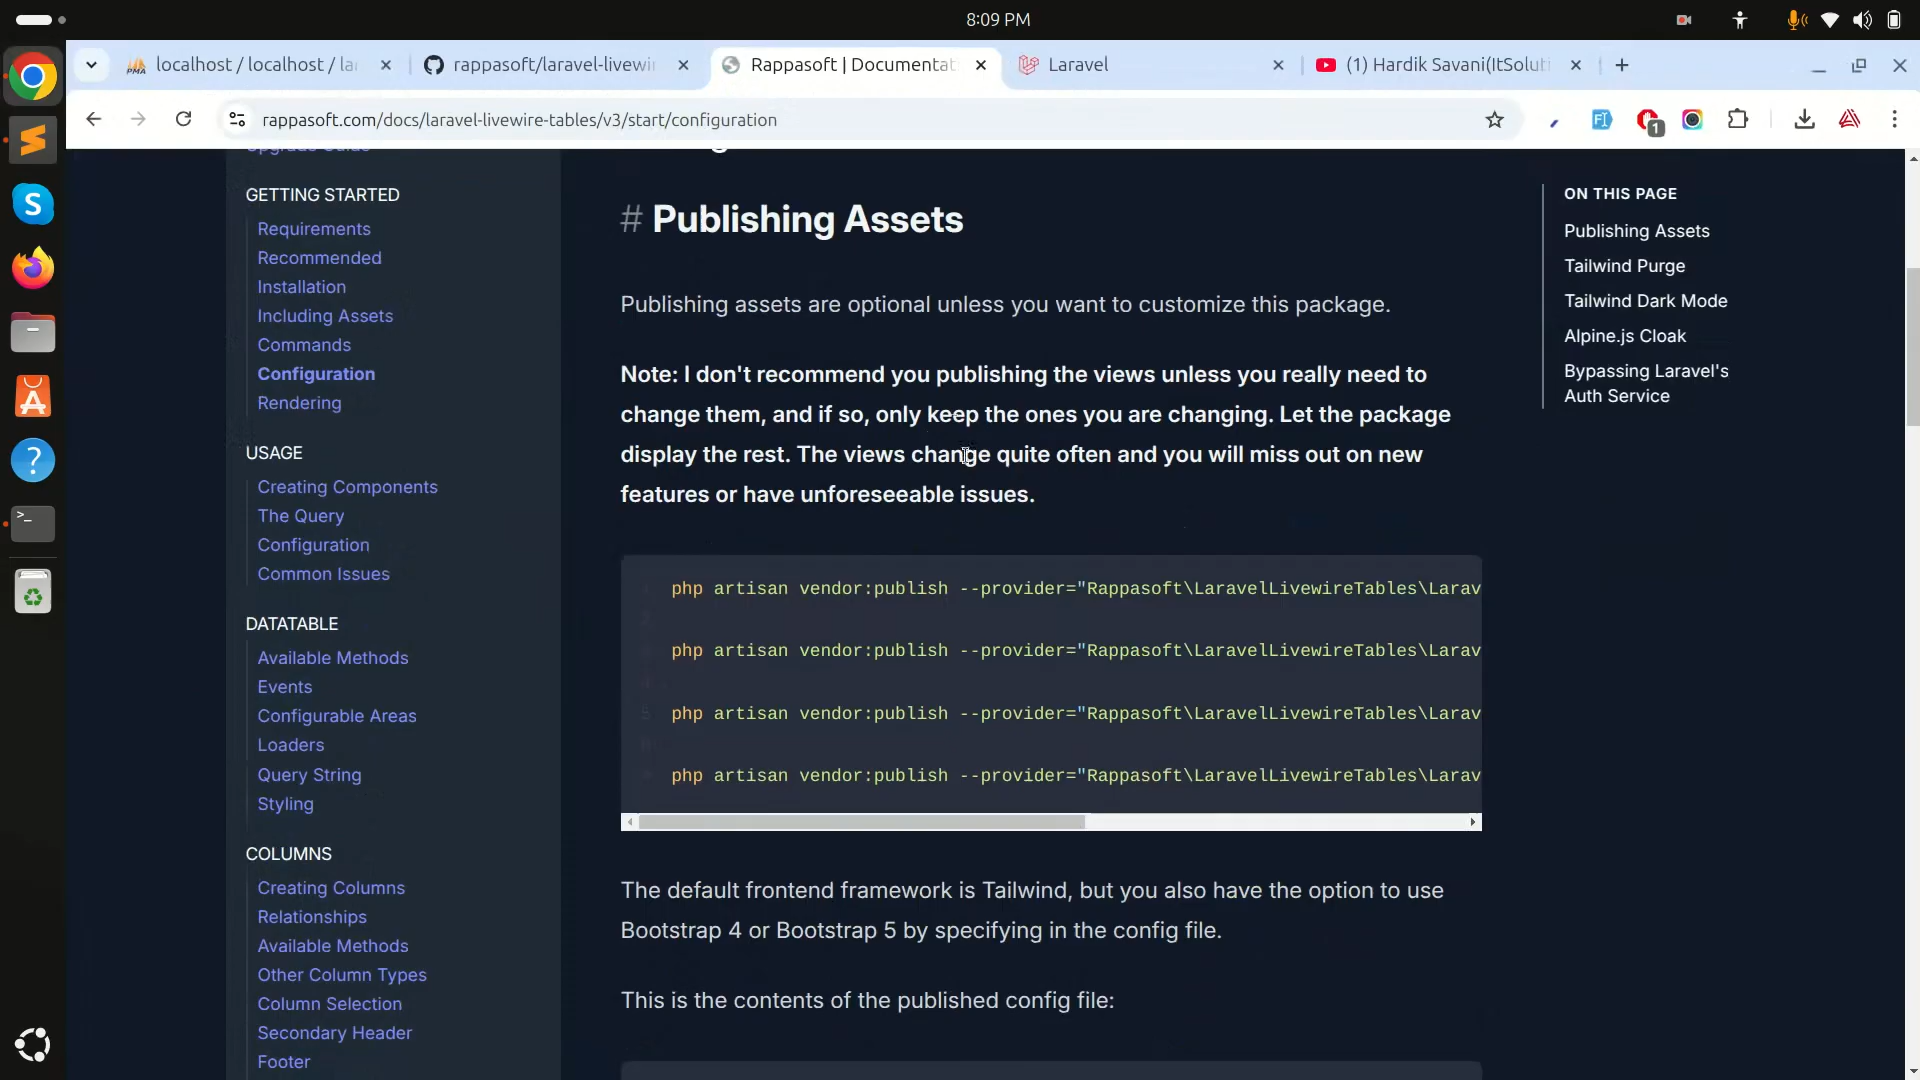 8:09 PM
localhost / localhost / la
rappasoft/laravel-livewi
Rappasoft | Documentat
Laravel
(1) Hardik Savani(ItSoluti
rappasoft.com/docs/laravel-livewire-tables/v3/start/configuration
1
GETTING STARTED
Requirements
Recommended
Installation
Including Assets
Commands
Configuration
Rendering
USAGE
Creating Components
The Query
Configuration
Common Issues
DATATABLE
Available Methods
Events
Configurable Areas
Loaders
Query String
Styling
COLUMNS
Creating Columns
Relationships
Available Methods
Other Column Types
Column Selection
Secondary Header
Footer
# Publishing Assets
Publishing assets are optional unless you want to customize this package.
Note: I don't recommend you publishing the views unless you really need to
change them, and if so, only keep the ones you are changing. Let the package
display the rest. The views change quite often and you will miss out on new
features or have unforeseeable issues.
php artisan vendor:publish --provider="Rappasoft\LaravelLivewireTables\Larav
php artisan vendor:publish --provider="Rappasoft\LaravelLivewireTables\Larav
php artisan vendor:publish --provider="Rappasoft\LaravelLivewireTables\Larav
php artisan vendor:publish --provider="Rappasoft\LaravelLivewireTables\Larav
The default frontend framework is Tailwind, but you also have the option to use
Bootstrap 4 or Bootstrap 5 by specifying in the config file.
This is the contents of the published config file:
ON THIS PAGE
Publishing Assets
Tailwind Purge
Tailwind Dark Mode
Alpine.js Cloak
Bypassing Laravel's
Auth Service